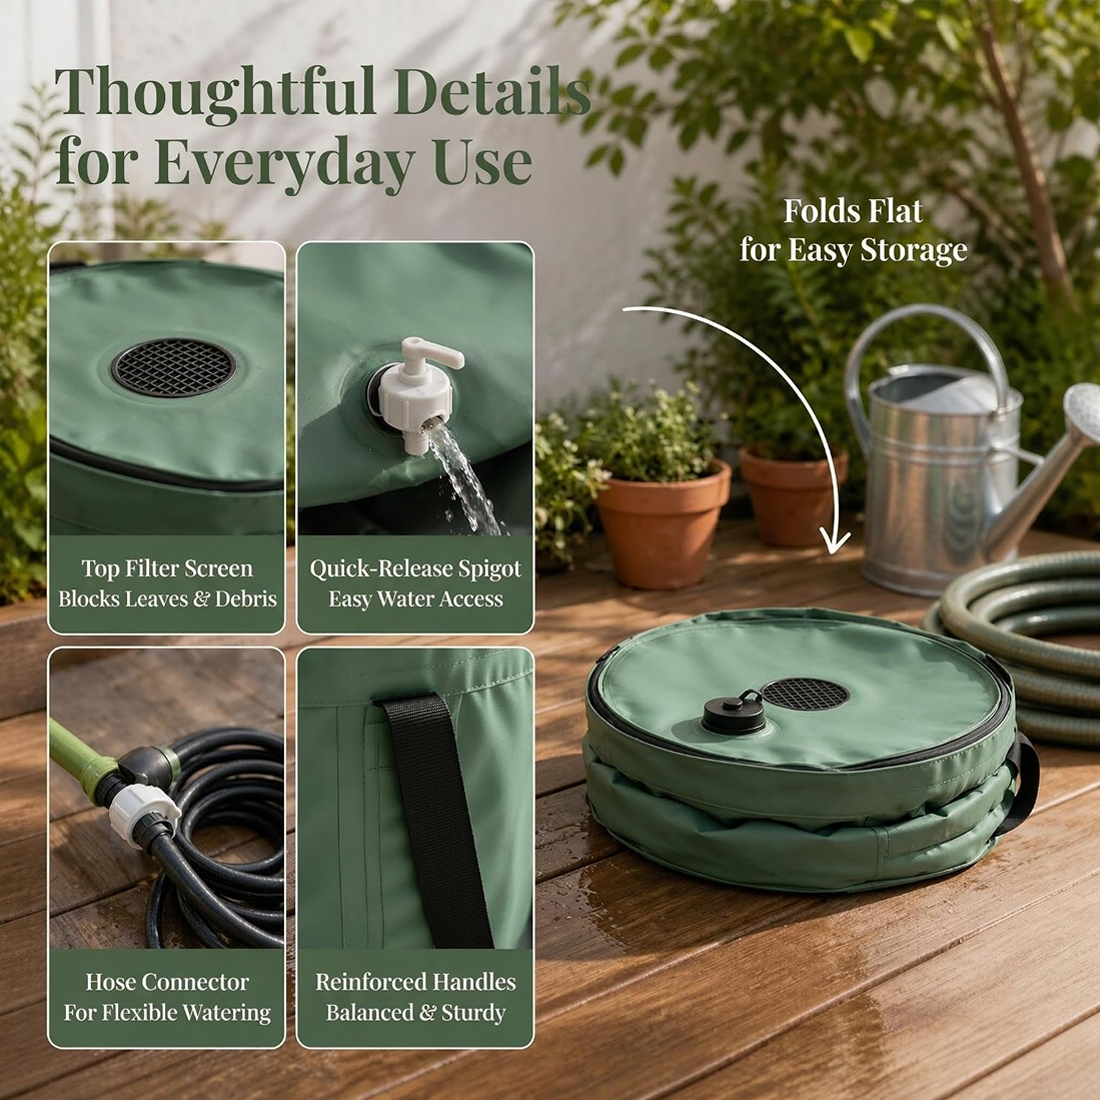 Thoughtful Details
for Everyday Use
Folds Flat
for Easy Storage
Top Filter Screen
Blocks Leaves & Debris
Quick-Release Spigot
Easy Water Access
Hose Connector
For Flexible Watering
Reinforced Handles
Balanced & Sturdy